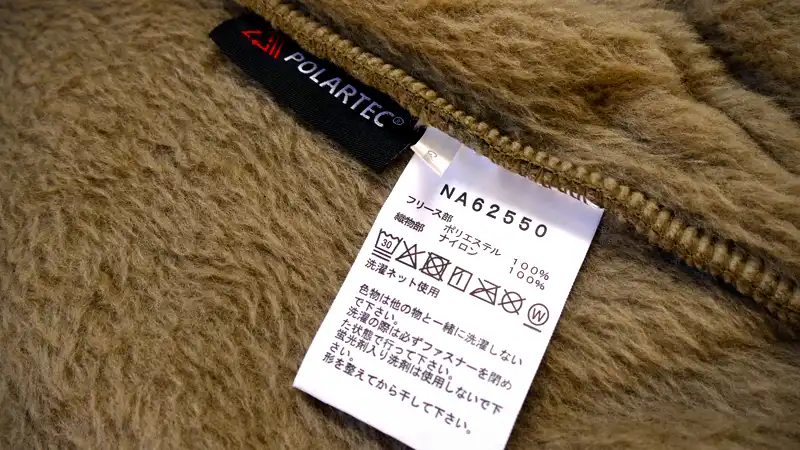 POLARTEC®
NA62550
フリース部 ポリエステル 100%
織物部 ナイロン 100%
30
W
洗濯ネット使用
色物は他の物と一緒に洗濯しない
で下さい。
洗濯の際は必ずファスナーを閉め
た状態で行って下さい。
蛍光剤入り洗剤は使用しないで下
さい。
形を整えてから干して下さい。